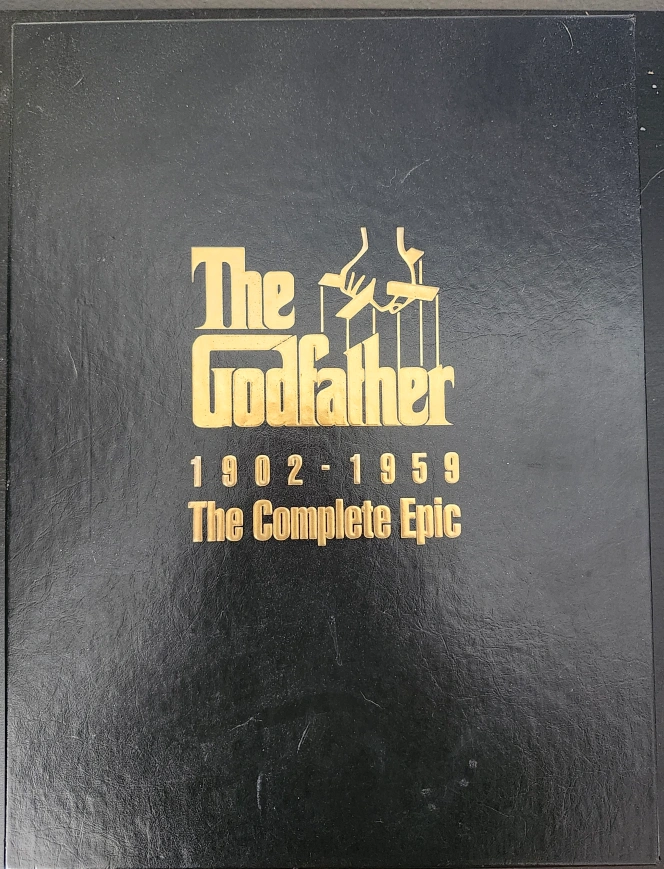 The
Godfather
1902-1959
The Complete Epic